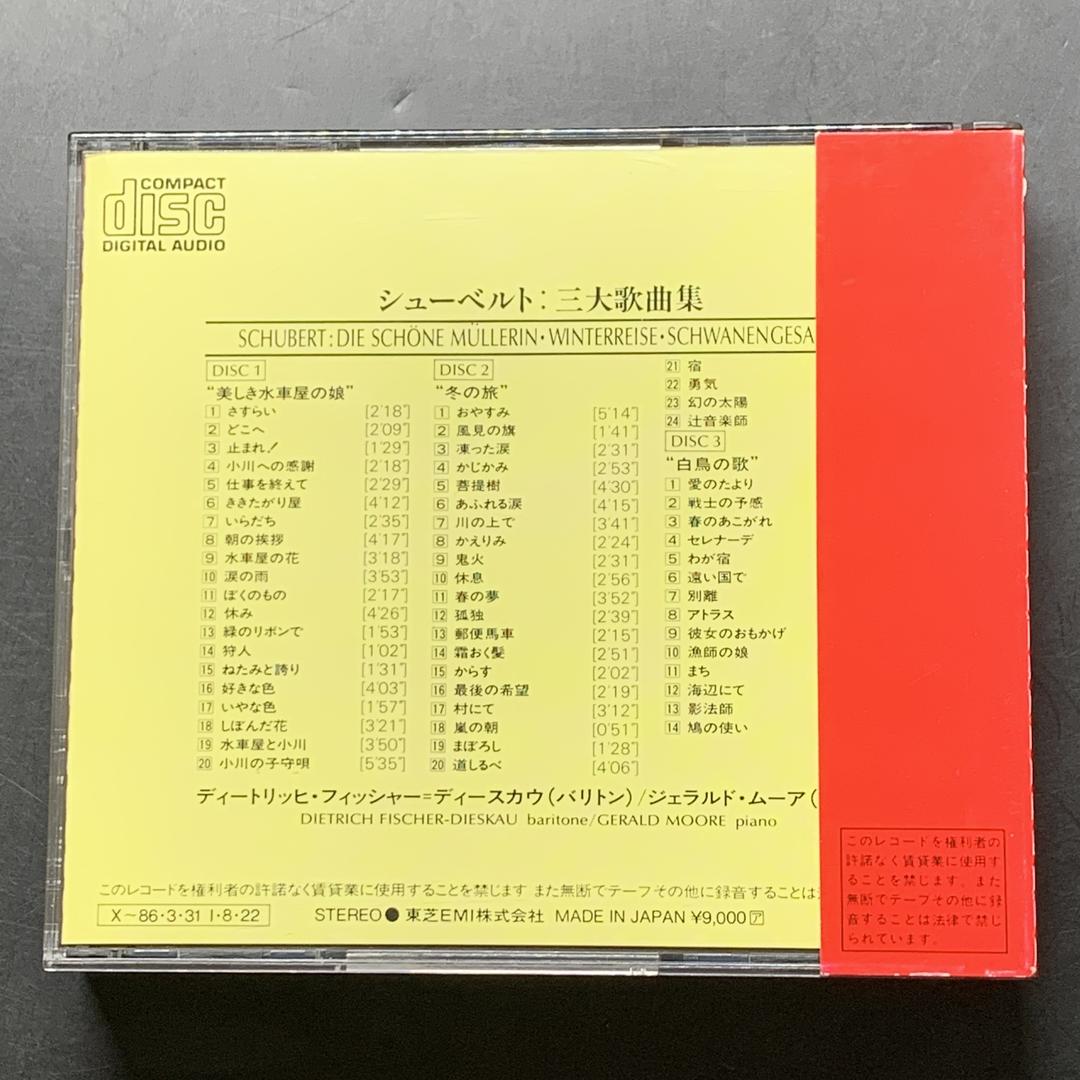 COMPACT
disc
DIGITAL AUDIO
シューベルト：三大歌曲集
SCHUBERT：DIE SCHÖNE MÜLLERIN・WINTERREISE・SCHWANENGESA
DISC 1
“美しき水車屋の娘”
1 さすらい [2'18"]
2 どこへ [2'09"]
3 止まれ！ [1'29"]
4 小川への感謝 [2'18"]
5 仕事を終えて [2'29"]
6 ききたがり屋 [4'12"]
7 いらだち [2'35"]
8 朝の挨拶 [4'17"]
9 水車屋の花 [3'18"]
10 涙の雨 [3'53"]
11 ぼくのもの [2'17"]
12 休み [4'26"]
13 緑のリボンで [1'53"]
14 狩人 [1'02"]
15 ねたみと誇り [1'31"]
16 好きな色 [4'03"]
17 いやな色 [1'57"]
18 しぼんだ花 [3'21"]
19 水車屋と小川 [3'50"]
20 小川の子守唄 [5'35"]
DISC 2
“冬の旅”
1 おやすみ [5'14"]
2 風見の旗 [1'41"]
3 凍った涙 [2'31"]
4 かじかみ [2'53"]
5 菩提樹 [4'30"]
6 あふれる涙 [4'15"]
7 川の上で [3'41"]
8 かえりみ [2'24"]
9 鬼火 [2'31"]
10 休息 [2'56"]
11 春の夢 [3'52"]
12 孤独 [2'39"]
13 郵便馬車 [2'15"]
14 霜おく髪 [2'51"]
15 からす [2'02"]
16 最後の希望 [2'19"]
17 村にて [3'12"]
18 嵐の朝 [0'51"]
19 まぼろし [1'28"]
20 道しるべ [4'06"]
21 宿
22 勇気
23 幻の太陽
24 辻音楽師
DISC 3
“白鳥の歌”
1 愛のたより
2 戦士の予感
3 春のあこがれ
4 セレナーデ
5 わが宿
6 遠い国で
7 別離
8 アトラス
9 彼女のおもかげ
10 漁師の娘
11 まち
12 海辺にて
13 影法師
14 鳩の使い
ディートリッヒ・フィッシャー＝ディースカウ（バリトン）/ジェラルド・ムーア（
DIETRICH FISCHER-DIESKAU baritone/GERALD MOORE piano
このレコードを権利者の許諾なく賃貸業に使用することを禁じます また無断でテープその他に録音することは
X〜86・3・31 I・8・22
STEREO●東芝EMI株式会社 MADE IN JAPAN ¥9,000ア
このレコードを権利者の
許諾なく賃貸業に使用す
ることを禁じます。また
無断でテープその他に録
音することは法律で禁じ
られています。